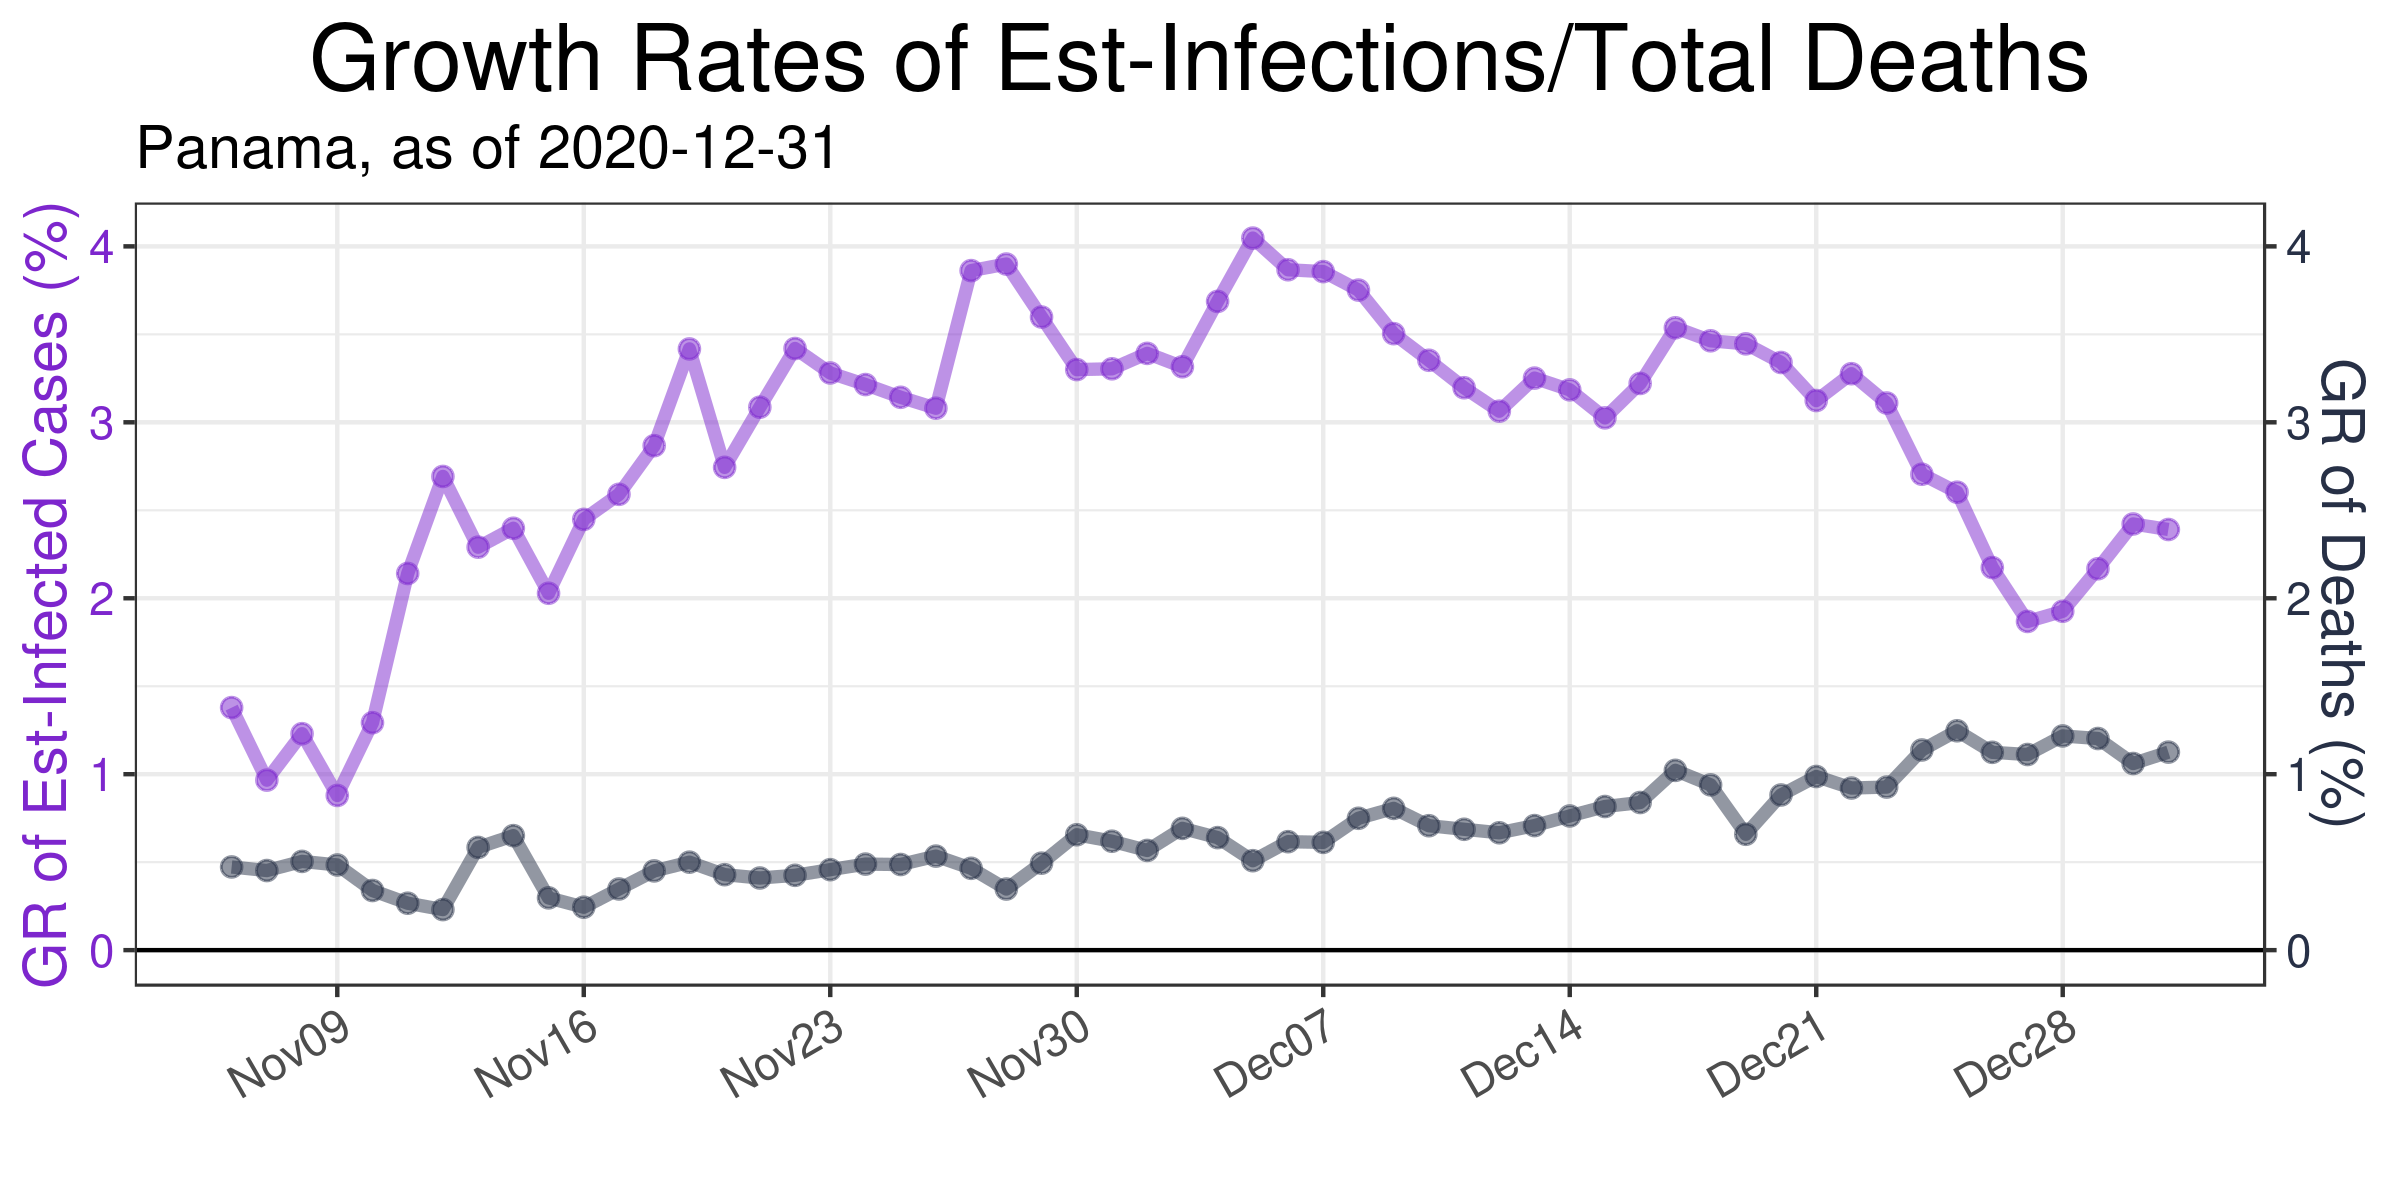 Growth Rates of Est-Infections/Total Deaths
Panama, as of 2020-12-31
GR of Est-Infected Cases (%)
4
3
2
1
0
4
3
2
1
0
GR of Deaths (%)
Nov09
Nov16
Nov23
Nov30
Dec07
Dec14
Dec21
Dec28